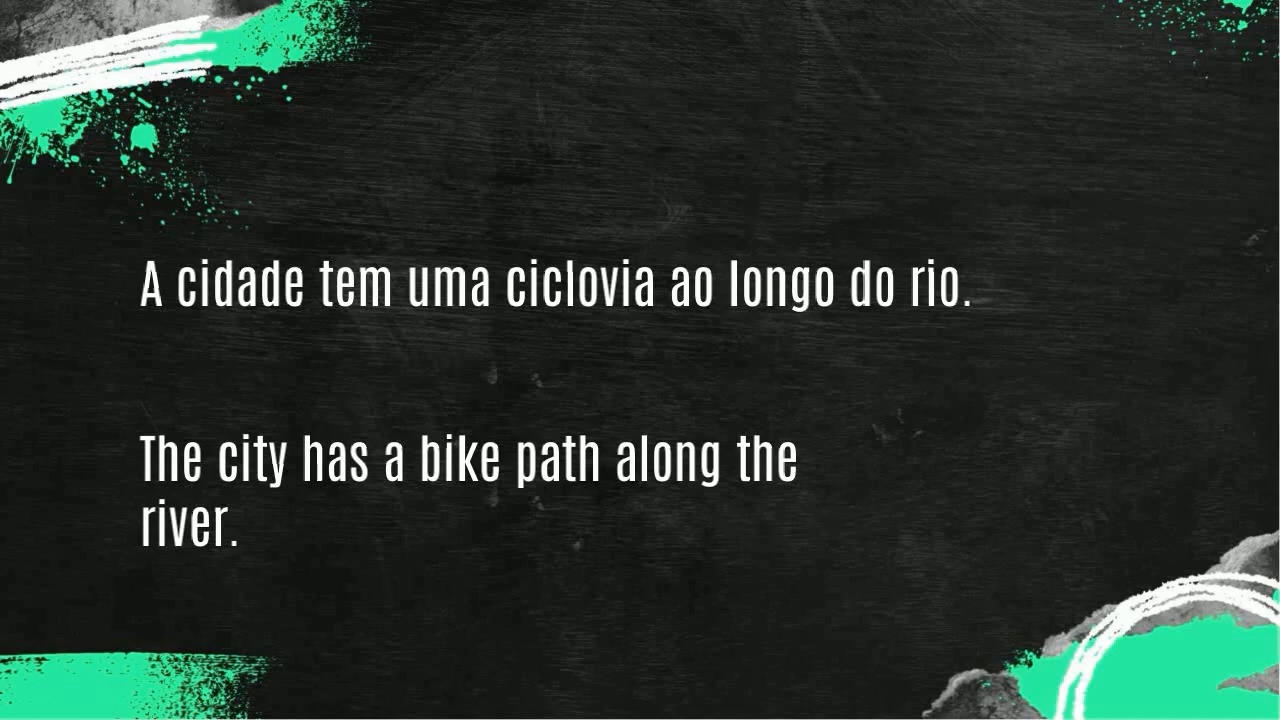 A cidade tem uma ciclovia ao longo do rio.
The city has a bike path along the
river.